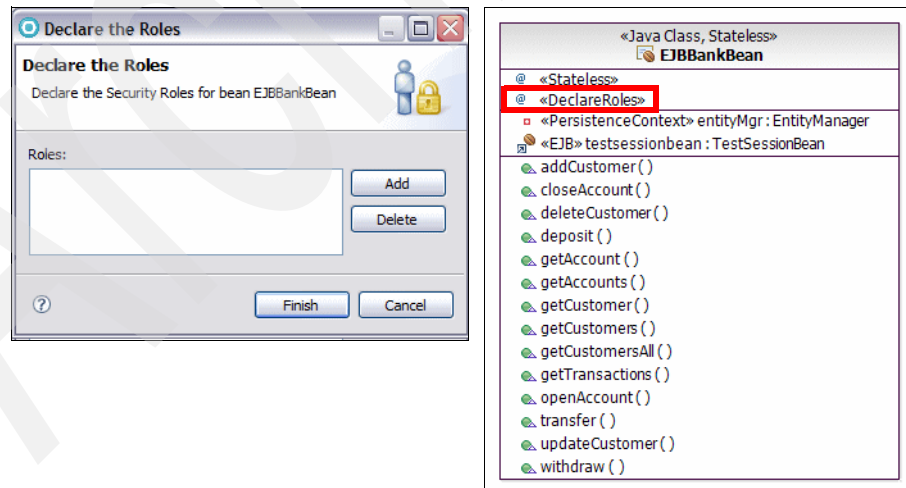 Declare the Roles
Declare the Roles
Declare the Security Roles for bean EJBBankBean
Roles:
Add
Delete
?
Finish
Cancel
«Java Class, Stateless»
EJBBankBean
@ «Stateless»
@ «DeclareRoles»
«PersistenceContext» entityMgr : EntityManager
«EJB» testsessionbean : TestSessionBean
addCustomer ( )
closeAccount ( )
deleteCustomer ( )
deposit ( )
getAccount ( )
getAccounts ( )
getCustomer ( )
getCustomers ( )
getCustomersAll ( )
getTransactions ( )
openAccount ( )
transfer ( )
updateCustomer ( )
withdraw ( )